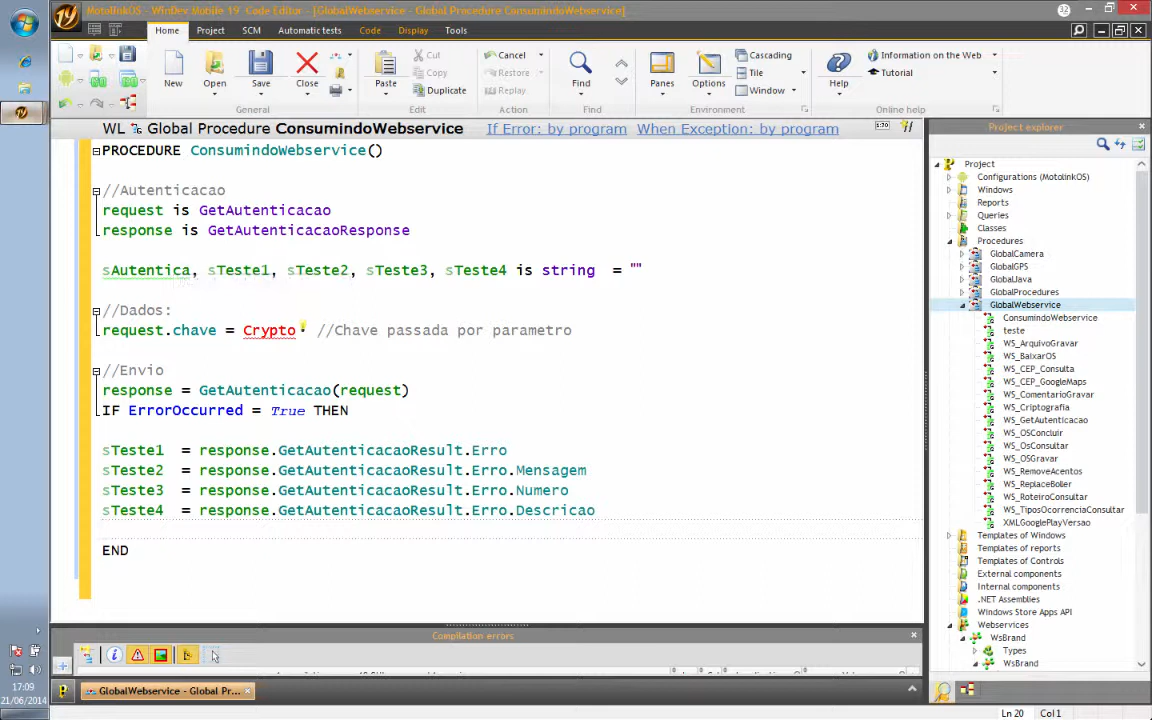 MotolinkOS - WinDev Mobile 19 Code Editor - [GlobalWebservice - Global Procedure ConsumindoWebservice]
32
Home Project SCM Automatic tests Code Display Tools
New Open Save Close
General
Paste Cut Copy Duplicate
Edit
Cancel Restore Replay
Action
Find
Find
Panes Options Cascading Tile Window
Environment
Help Information on the Web Tutorial
Online help
WL Global Procedure ConsumindoWebservice If Error: by program When Exception: by program
PROCEDURE ConsumindoWebservice()
//Autenticacao
request is GetAutenticacao
response is GetAutenticacaoResponse
sAutentica, sTeste1, sTeste2, sTeste3, sTeste4 is string = ""
//Dados:
request.chave = Crypto //Chave passada por parametro
//Envio
response = GetAutenticacao(request)
IF ErrorOccurred = True THEN
sTeste1 = response.GetAutenticacaoResult.Erro
sTeste2 = response.GetAutenticacaoResult.Erro.Mensagem
sTeste3 = response.GetAutenticacaoResult.Erro.Numero
sTeste4 = response.GetAutenticacaoResult.Erro.Descricao
END
Compilation errors
GlobalWebservice - Global Pr...
Project explorer
Project
Configurations (MotolinkOS)
Windows
Reports
Queries
Classes
Procedures
GlobalCamera
GlobalGPS
GlobalJava
GlobalProcedures
GlobalWebservice
ConsumindoWebservice
teste
WS_ArquivoGravar
WS_BaixarOS
WS_CEP_Consulta
WS_CEP_GoogleMaps
WS_ComentarioGravar
WS_Criptografia
WS_GetAutenticacao
WS_OSConcluir
WS_OsConsultar
WS_OSGravar
WS_RemoveAcentos
WS_ReplaceBoler
WS_RoteiroConsultar
WS_TiposOcorrenciaConsultar
XMLGooglePlayVersao
Templates of Windows
Templates of reports
Templates of Controls
External components
Internal components
.NET Assemblies
Windows Store Apps API
Webservices
WsBrand
Types
WsBrand
Ln 20 Col 1
17:09
21/06/2014